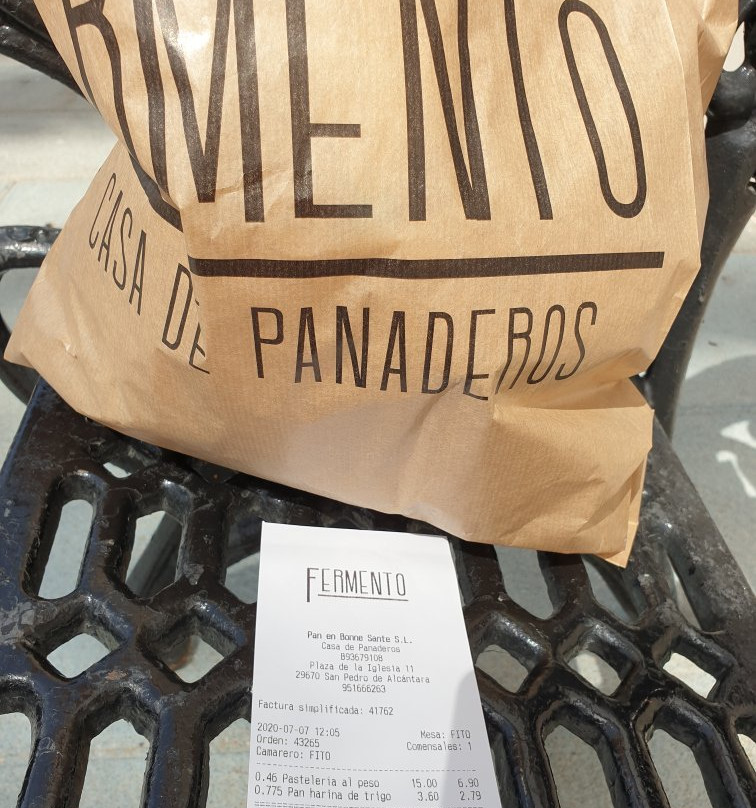 RMENTO
CASA DE PANADEROS
FERMENTO
Pan en Bonne Sante S.L.
Casa de Panaderos
B93679108
Plaza de la Iglesia 11
29670 San Pedro de Alcántara
951666263
Factura simplificada: 41762
2020-07-07 12:05 Mesa: FITO
Orden: 43265 Comensales: 1
Camarero: FITO
0.46 Pasteleria al peso 15.00 6.90
0.775 Pan harina de trigo 3.60 2.79